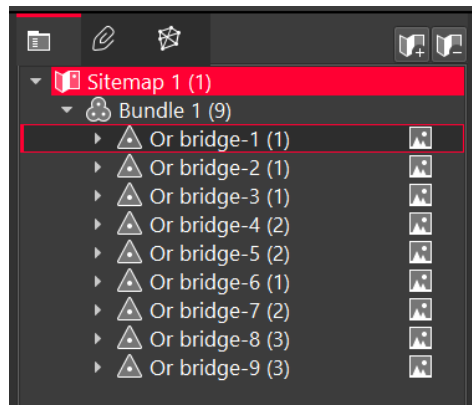 Sitemap 1 (1)
Bundle 1 (9)
Or bridge-1 (1)
Or bridge-2 (1)
Or bridge-3 (1)
Or bridge-4 (2)
Or bridge-5 (2)
Or bridge-6 (1)
Or bridge-7 (2)
Or bridge-8 (3)
Or bridge-9 (3)